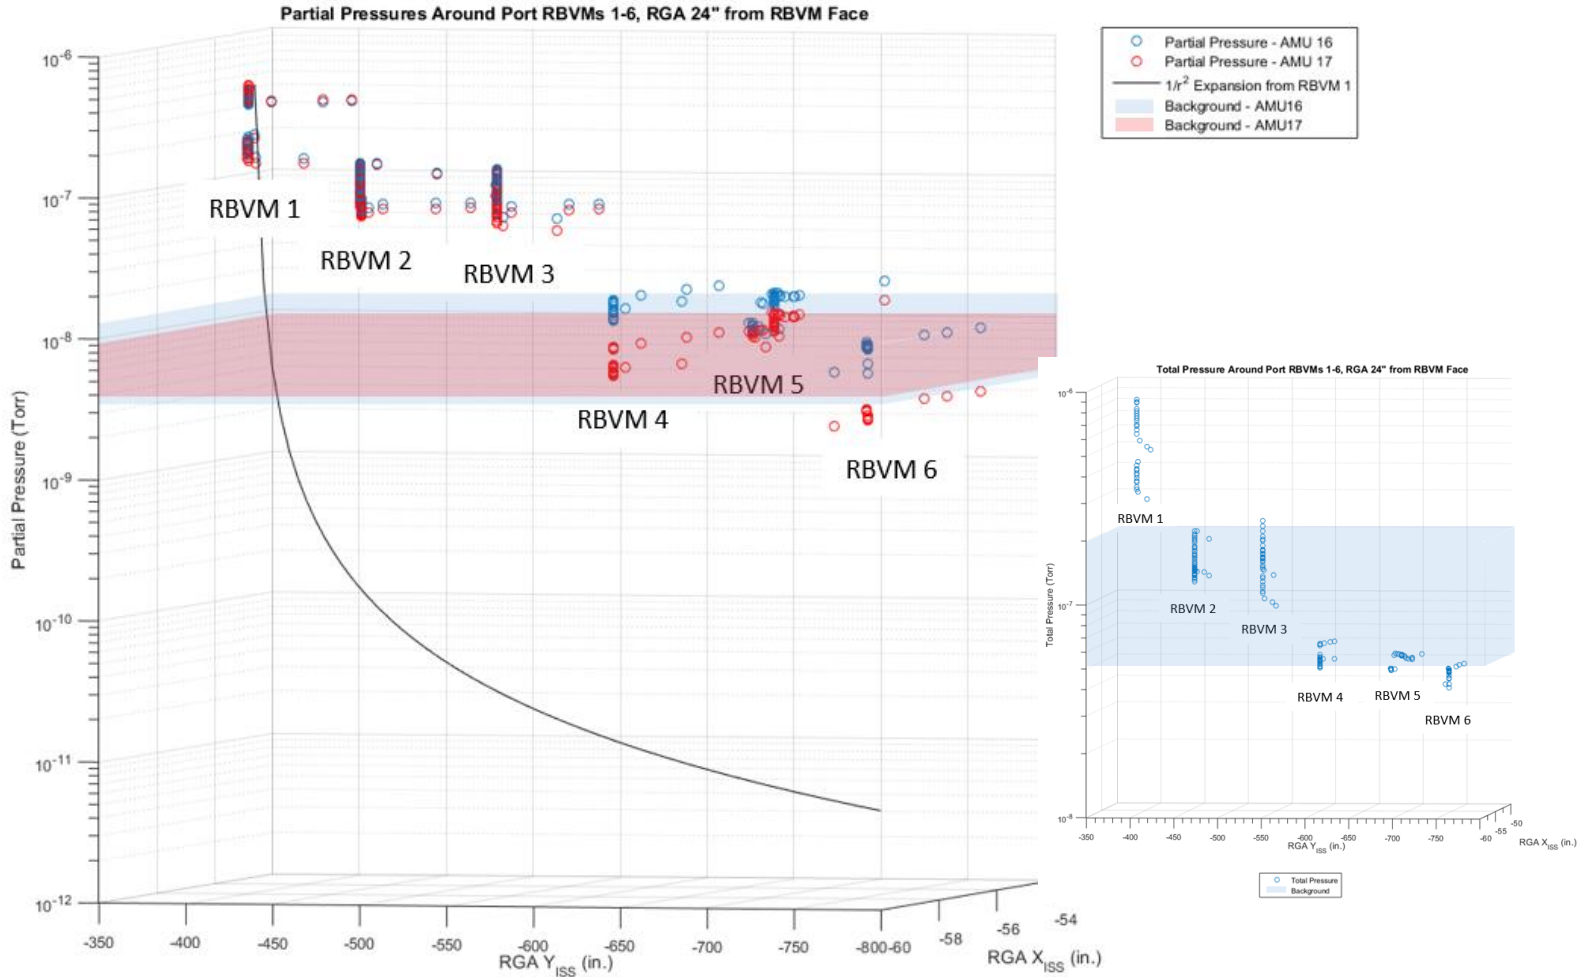 Partial Pressures Around Port RBVMs 1-6, RGA 24" from RBVM Face
Partial Pressure - AMU 16
Partial Pressure - AMU 17
1/r² Expansion from RBVM 1
Background - AMU16
Background - AMU17
Partial Pressure (Torr)
10⁻⁶
10⁻⁷
10⁻⁸
10⁻⁹
10⁻¹⁰
10⁻¹¹
10⁻¹²
RBVM 1
RBVM 2
RBVM 3
RBVM 4
RBVM 5
RBVM 6
-350
-400
-450
-500
-550
-600
-650
-700
-750
-800
-60
-58
-56
-54
RGA Y_ISS (in.)
RGA X_ISS (in.)
Total Pressure Around Port RBVMs 1-6, RGA 24" from RBVM Face
Total Pressure (Torr)
10⁻⁶
10⁻⁷
10⁻⁸
RBVM 1
RBVM 2
RBVM 3
RBVM 4
RBVM 5
RBVM 6
-350
-400
-450
-500
-550
-600
-650
-700
-750
-60
-55
-50
RGA Y_ISS (in.)
RGA X_ISS (in.)
Total Pressure
Background